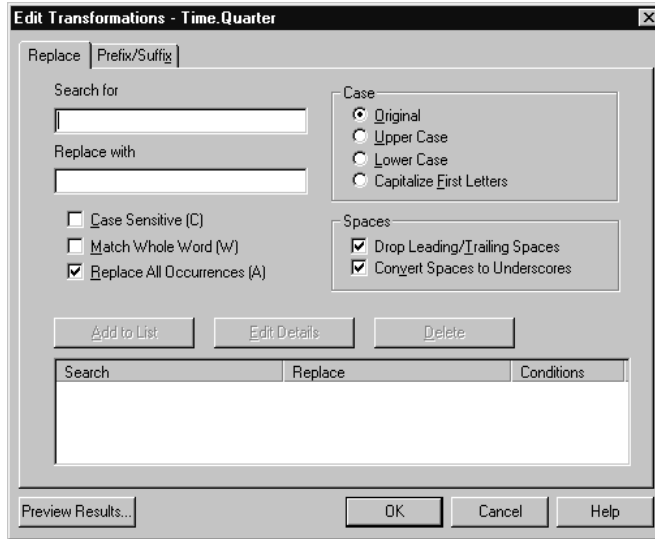 Edit Transformations - Time.Quarter
Replace
Prefix/Suffix
Search for
Replace with
Case Sensitive (C)
Match Whole Word (W)
Replace All Occurrences (A)
Case
Original
Upper Case
Lower Case
Capitalize First Letters
Spaces
Drop Leading/Trailing Spaces
Convert Spaces to Underscores
Add to List
Edit Details
Delete
Search
Replace
Conditions
Preview Results...
OK
Cancel
Help